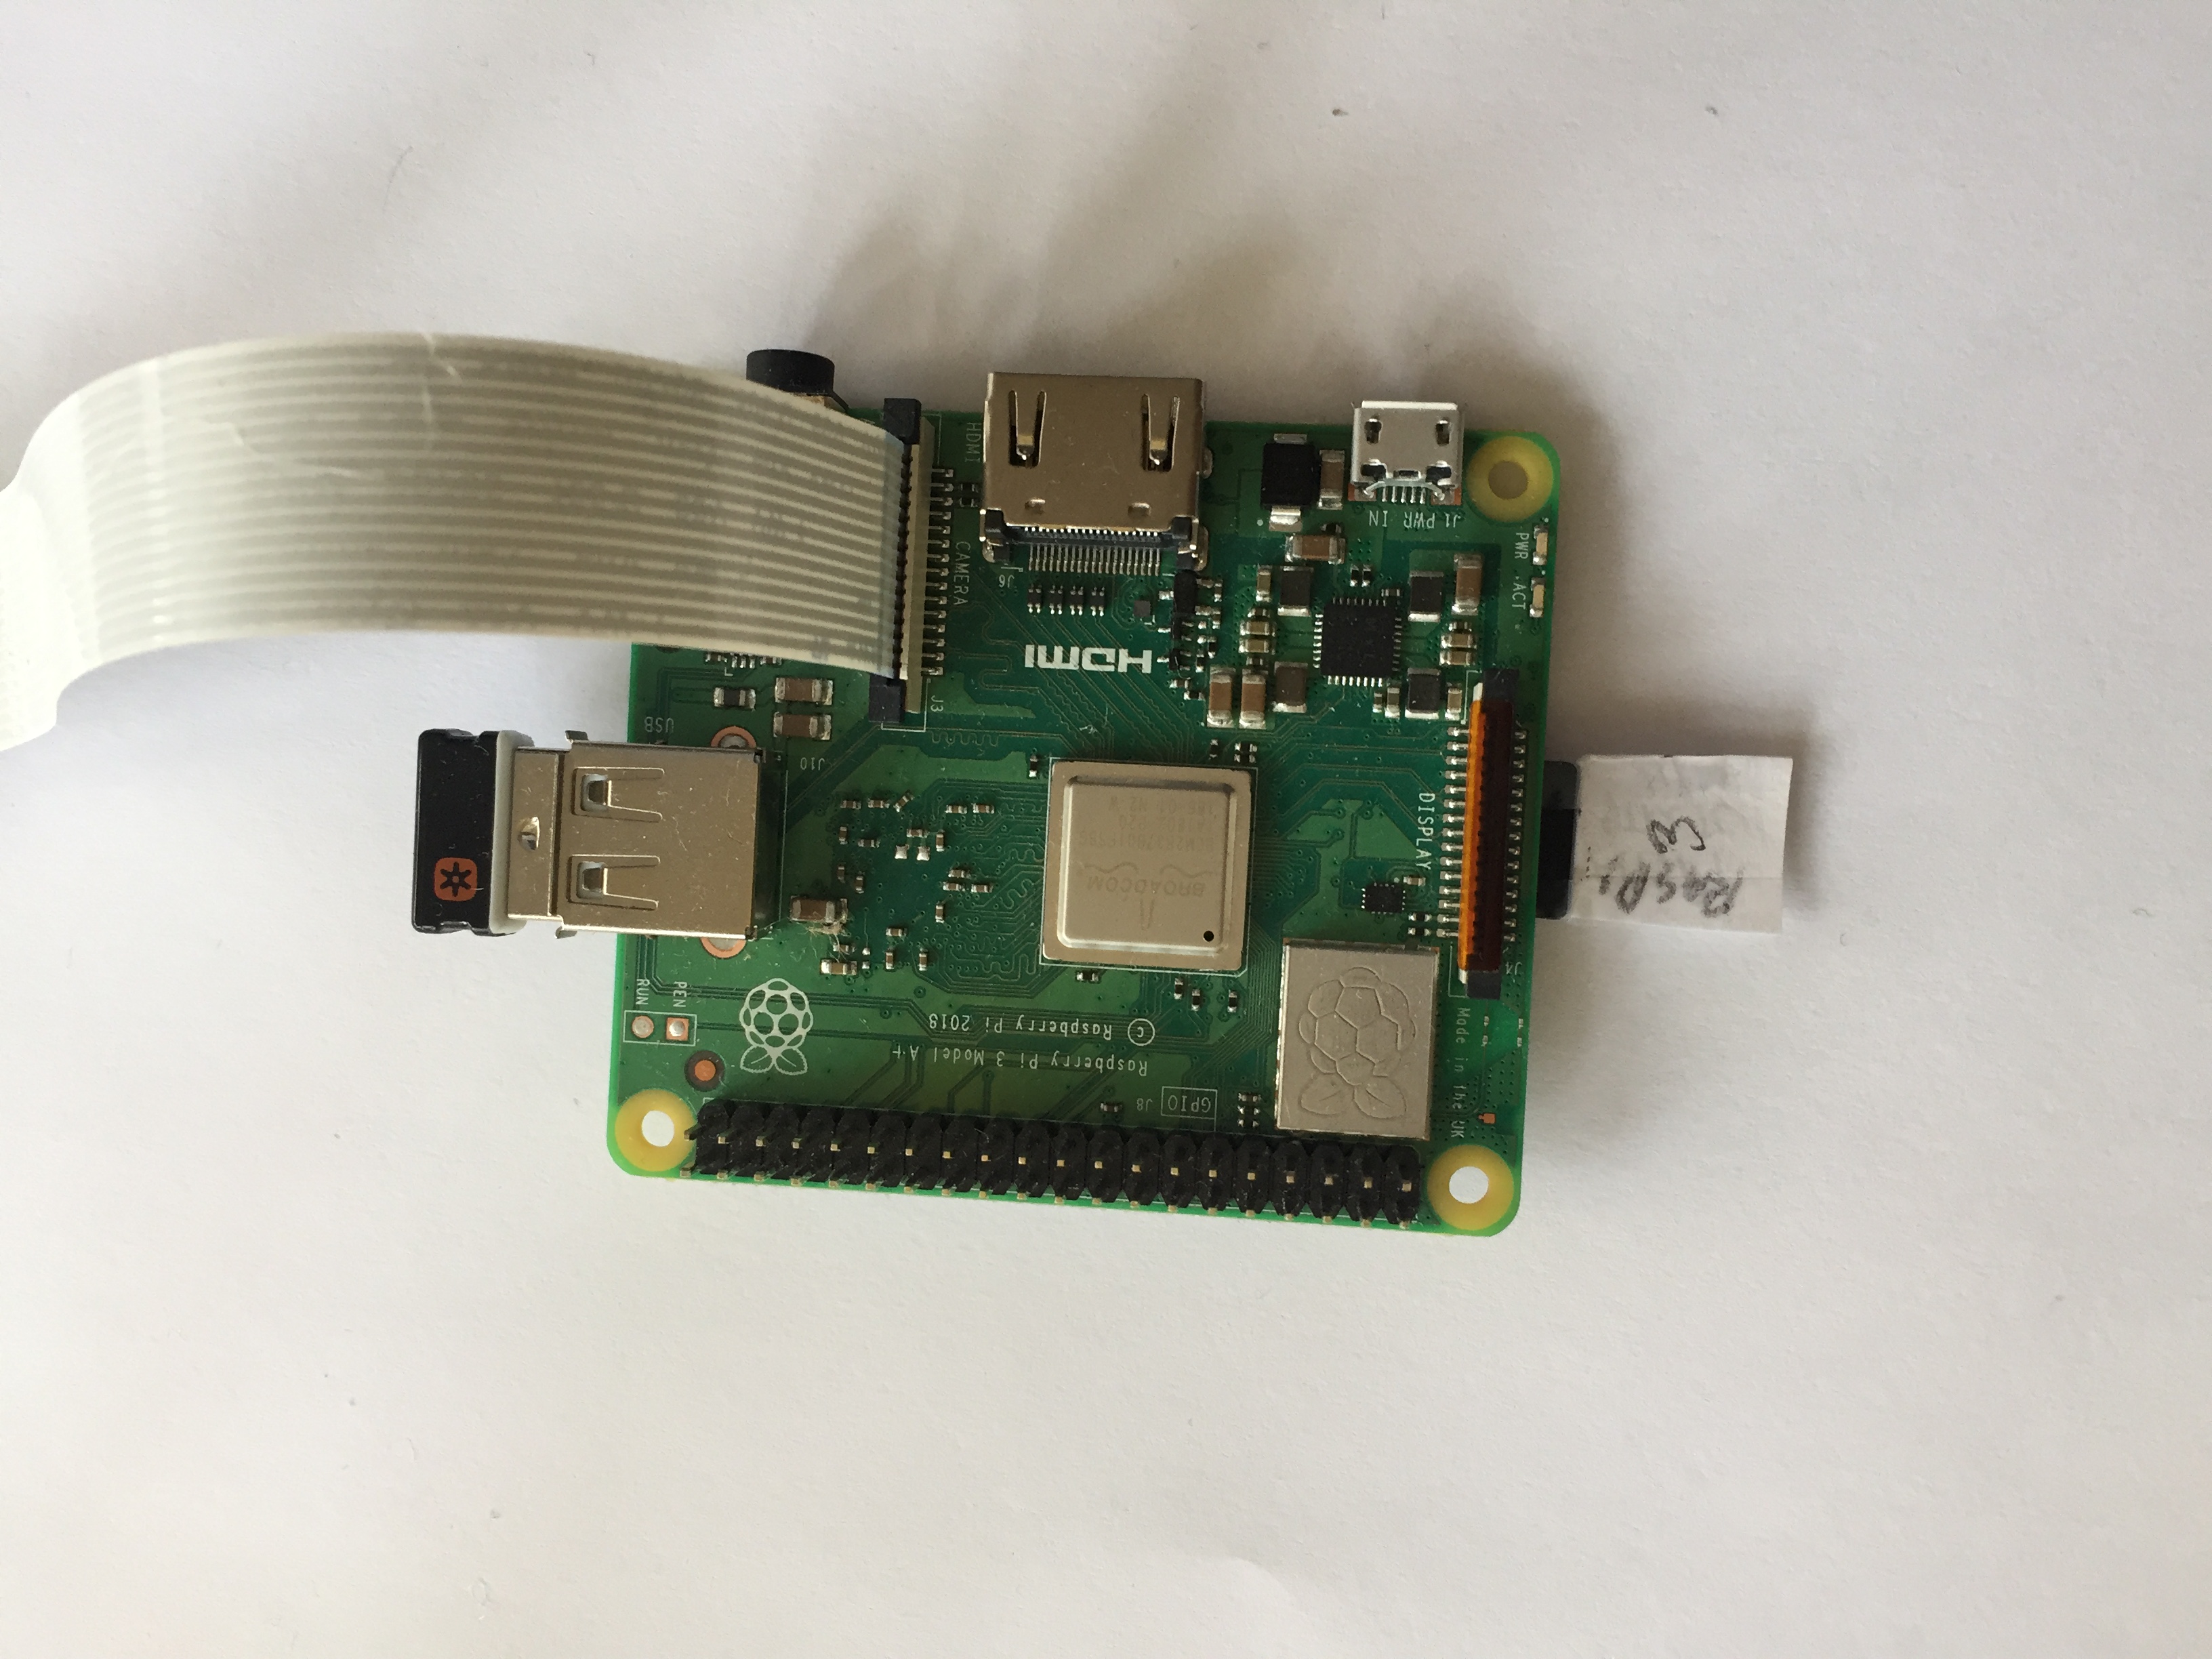 RUN
PEN
USB
J10
J3
CAMERA
HDMI
J6
HDMI
Raspberry Pi 3 Model A+
© Raspberry Pi 2018
GPIO
J8
BROADCOM
DISPLAY
J1 PWR IN
Made in the UK
J4
ACT
PWR
RasPi
3